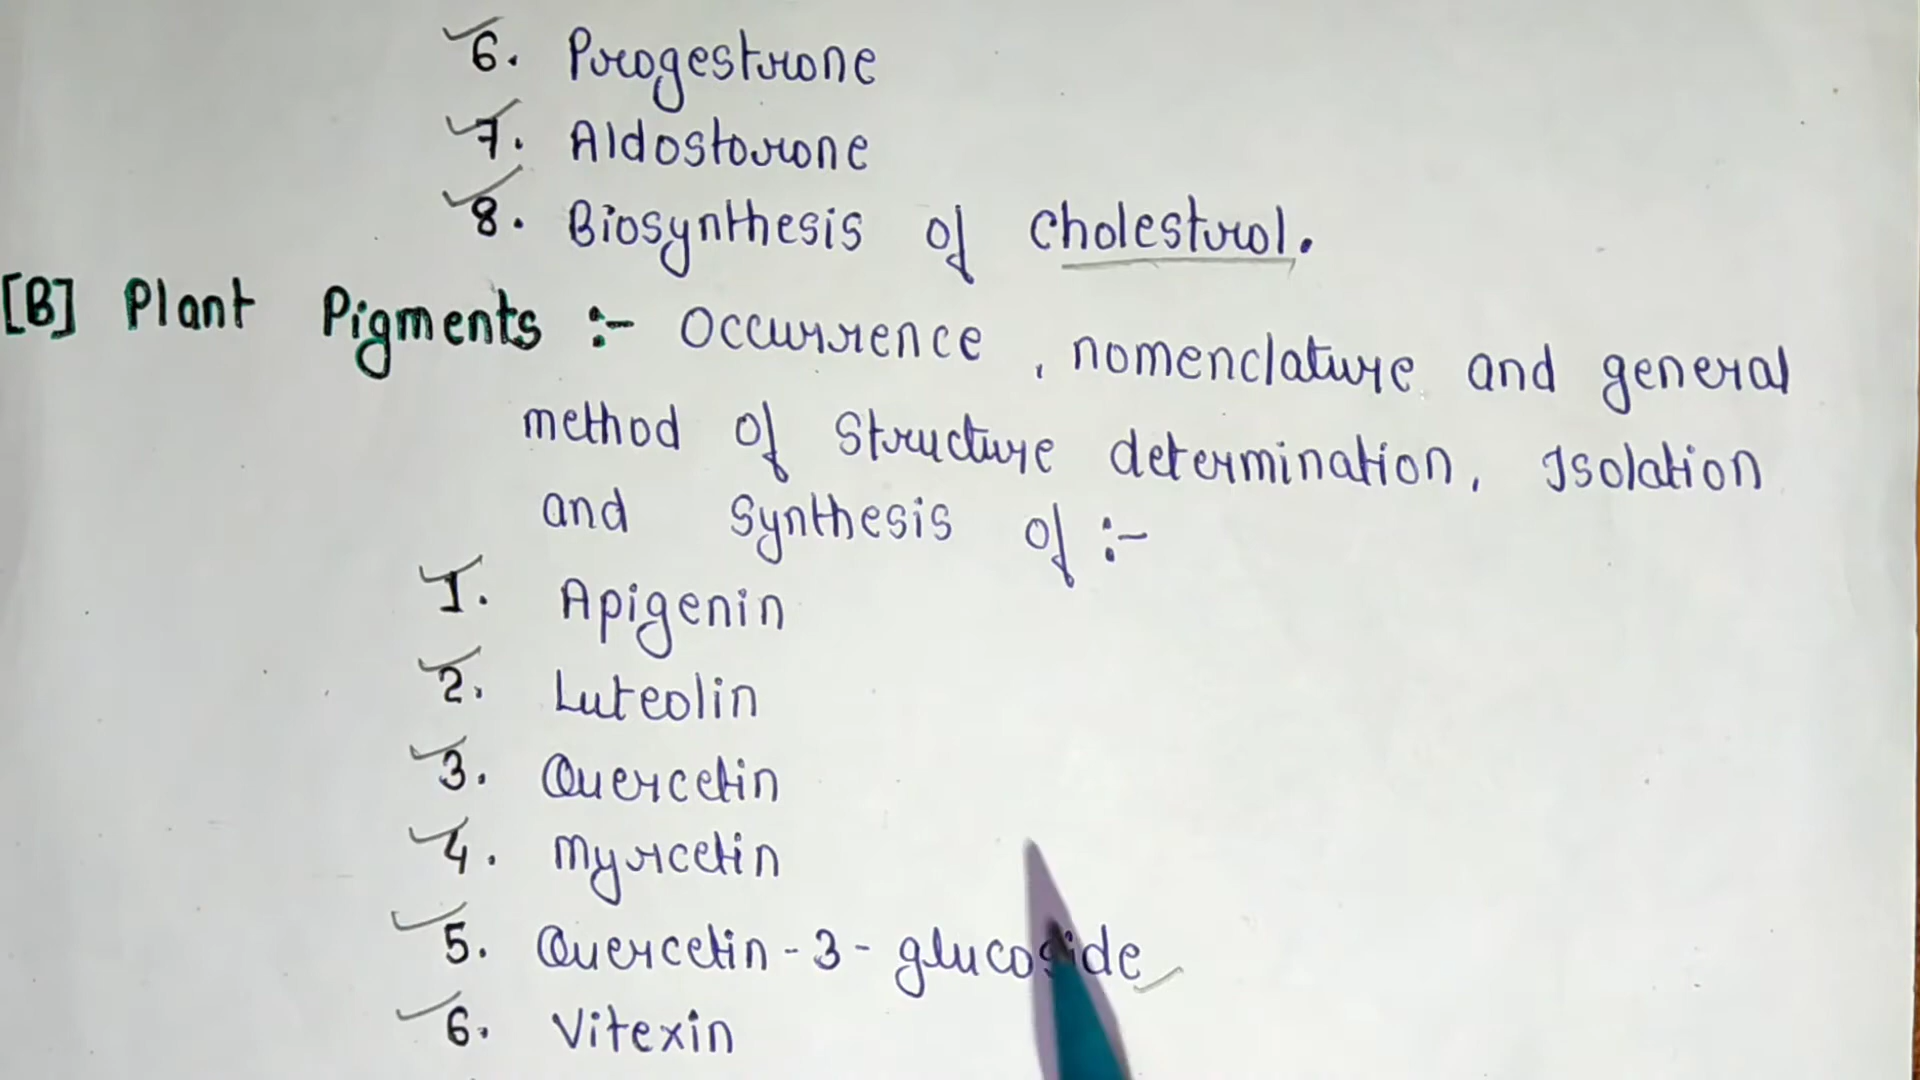 6. Progestrone
7. Aldostorone
8. Biosynthesis of cholestrol.
[B] Plant Pigments :- Occurrence, nomenclature and general
method of Structure determination, Isolation
and Synthesis of :-
1. Apigenin
2. Luteolin
3. Quercetin
4. Myrcetin
5. Quercetin-3-glucoside
6. Vitexin